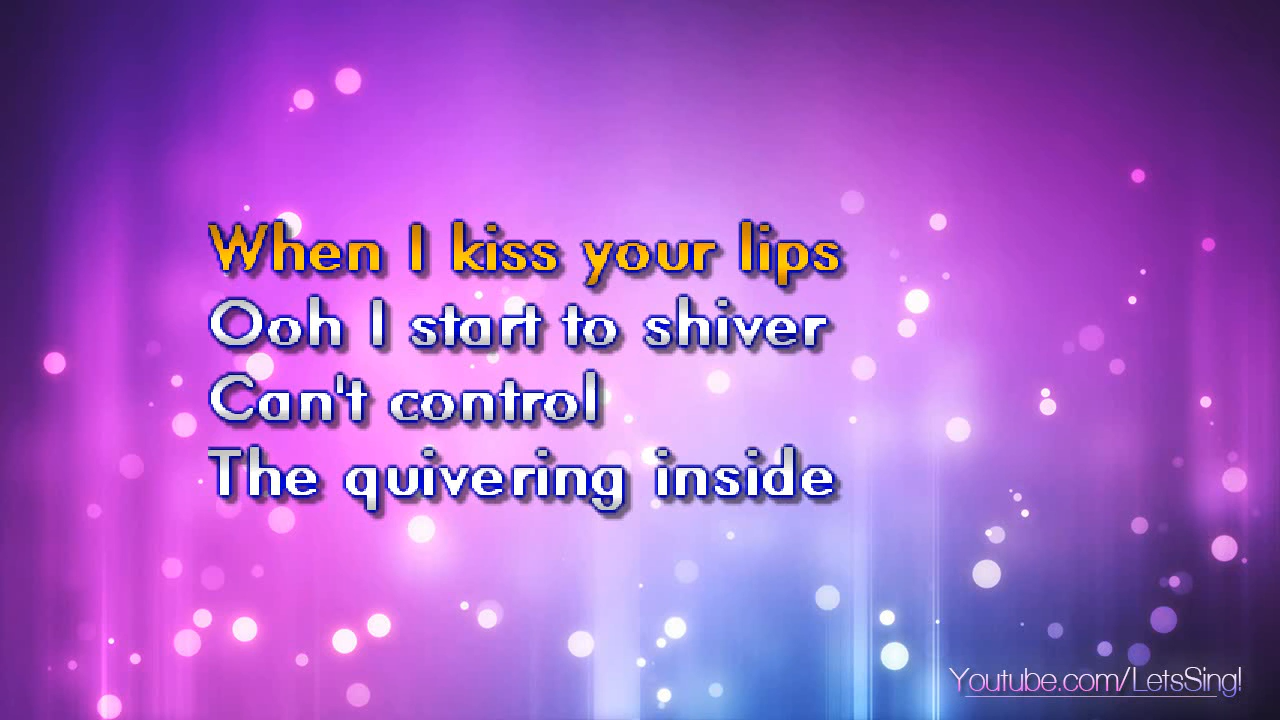 When I kiss your lips
Ooh I start to shiver
Can't control
The quivering inside
Youtube.com/LetsSing!